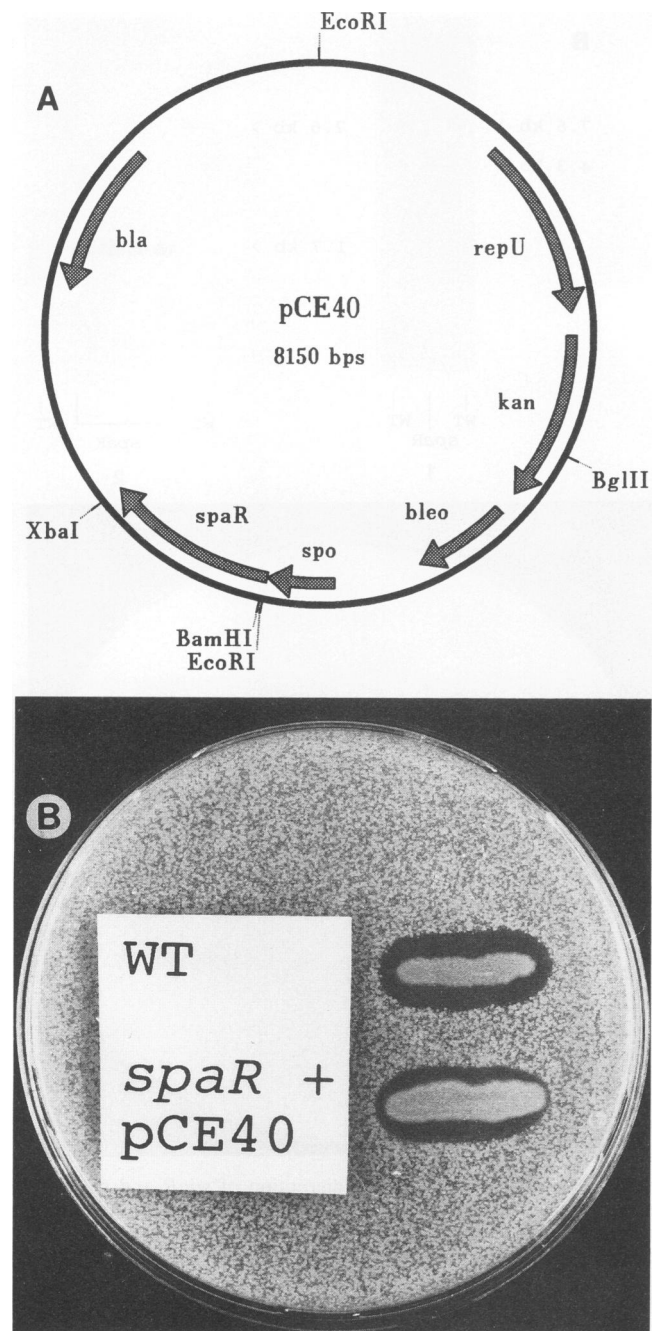 EcoRI
A
bla
repU
pCE40
8150 bps
kan
BglII
bleo
spaR
XbaI
spo
BamHI
EcoRI
B
WT
spaR +
pCE40